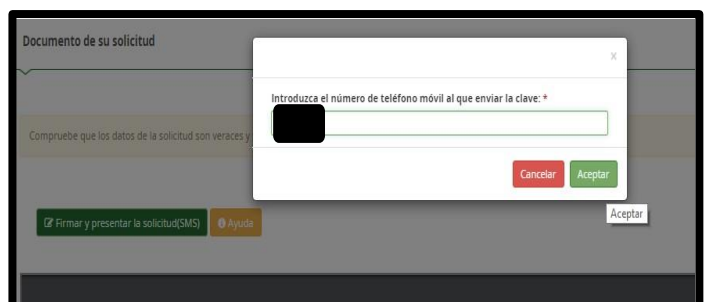 Documento de su solicitud
x
Introduzca el número de teléfono móvil al que enviar la clave: *
Compruebe que los datos de la solicitud son veraces y
Cancelar Aceptar
Aceptar
Firmar y presentar la solicitud(SMS) Ayuda